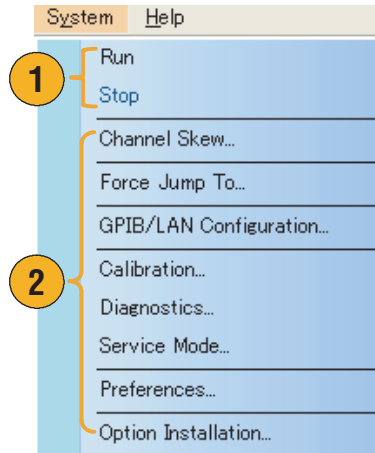 System Help
1
Run
Stop
2
Channel Skew...
Force Jump To...
GPIB/LAN Configuration...
Calibration...
Diagnostics...
Service Mode...
Preferences...
Option Installation...